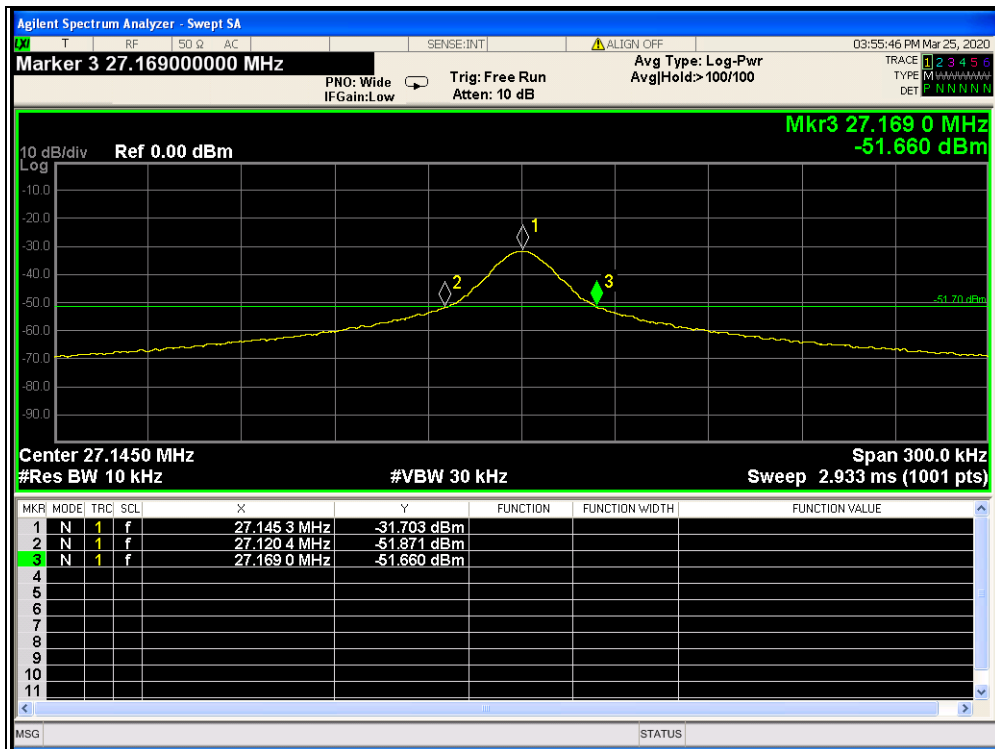 Agilent Spectrum Analyzer - Swept SA
LXI T RF 50 Ω AC SENSE:INT ALIGN OFF 03:55:46 PM Mar 25, 2020
Marker 3 27.169000000 MHz
PNO: Wide
IFGain:Low
Trig: Free Run
Atten: 10 dB
Avg Type: Log-Pwr
Avg|Hold:>100/100
TRACE 1 2 3 4 5 6
TYPE M
DET P N N N N N
Mkr3 27.169 0 MHz
-51.660 dBm
10 dB/div Ref 0.00 dBm
Log
-10.0
-20.0
1
-30.0
-40.0
2
3
-50.0
-51.70 dBm
-60.0
-70.0
-80.0
-90.0
Center 27.1450 MHz Span 300.0 kHz
#Res BW 10 kHz #VBW 30 kHz Sweep 2.933 ms (1001 pts)
MKR MODE TRC SCL X Y FUNCTION FUNCTION WIDTH FUNCTION VALUE
1 N 1 f 27.145 3 MHz -31.703 dBm
2 N 1 f 27.120 4 MHz -51.871 dBm
3 N 1 f 27.169 0 MHz -51.660 dBm
4
5
6
7
8
9
10
11
MSG STATUS